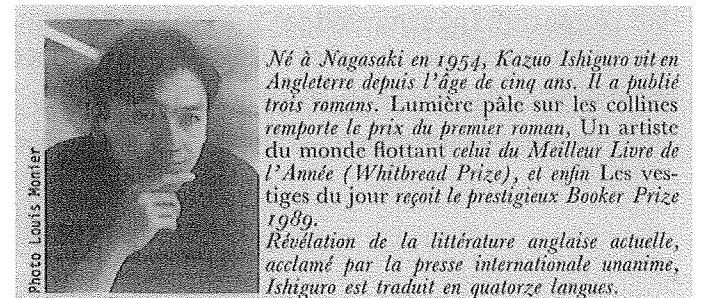 Photo Louis Monier
Né à Nagasaki en 1954, Kazuo Ishiguro vit en
Angleterre depuis l'âge de cinq ans. Il a publié
trois romans. Lumière pâle sur les collines
remporte le prix du premier roman, Un artiste
du monde flottant celui du Meilleur Livre de
l'Année (Whitbread Prize), et enfin Les ves-
tiges du jour reçoit le prestigieux Booker Prize
1989.
Révélation de la littérature anglaise actuelle,
acclamé par la presse internationale unanime,
Ishiguro est traduit en quatorze langues.